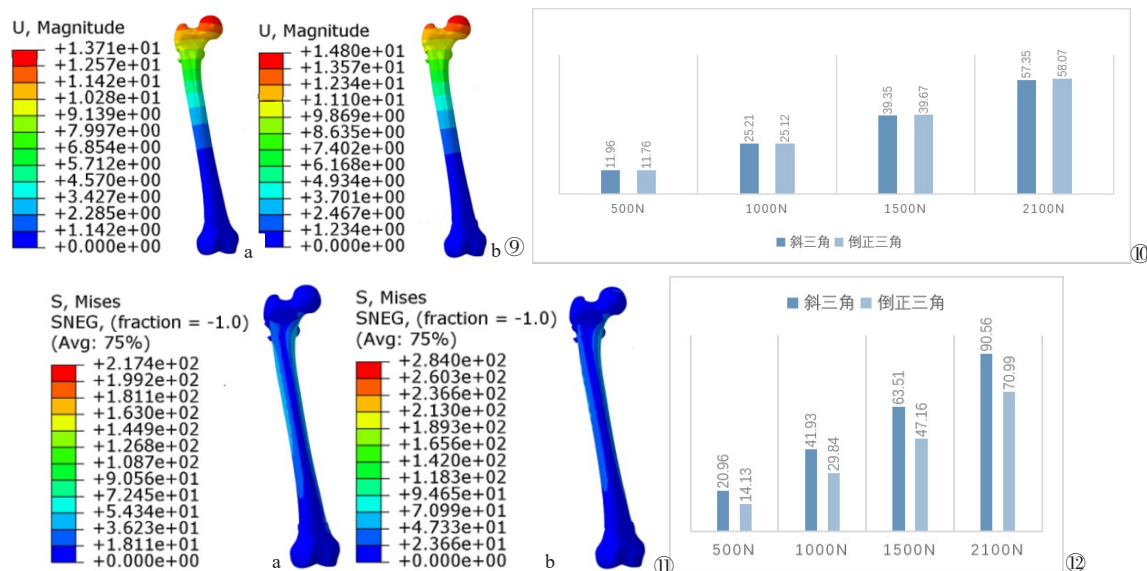 U, Magnitude
+1.371e+01
+1.257e+01
+1.142e+01
+1.028e+01
+9.139e+00
+7.997e+00
+6.854e+00
+5.712e+00
+4.570e+00
+3.427e+00
+2.285e+00
+1.142e+00
+0.000e+00
a
U, Magnitude
+1.480e+01
+1.357e+01
+1.234e+01
+1.110e+01
+9.869e+00
+8.635e+00
+7.402e+00
+6.168e+00
+4.934e+00
+3.701e+00
+2.467e+00
+1.234e+00
+0.000e+00
b
⑨
11.96 11.76 25.21 25.12 39.35 39.67 57.35 58.07
500N 1000N 1500N 2100N
斜三角 倒正三角
⑩
S, Mises
SNEG, (fraction = -1.0)
(Avg: 75%)
+2.174e+02
+1.992e+02
+1.811e+02
+1.630e+02
+1.449e+02
+1.268e+02
+1.087e+02
+9.056e+01
+7.245e+01
+5.434e+01
+3.623e+01
+1.811e+01
+0.000e+00
a
S, Mises
SNEG, (fraction = -1.0)
(Avg: 75%)
+2.840e+02
+2.603e+02
+2.366e+02
+2.130e+02
+1.893e+02
+1.656e+02
+1.420e+02
+1.183e+02
+9.465e+01
+7.099e+01
+4.733e+01
+2.366e+01
+0.000e+00
b
⑪
斜三角 倒正三角
20.96 14.13 41.93 29.84 63.51 47.16 90.56 70.99
500N 1000N 1500N 2100N
⑫